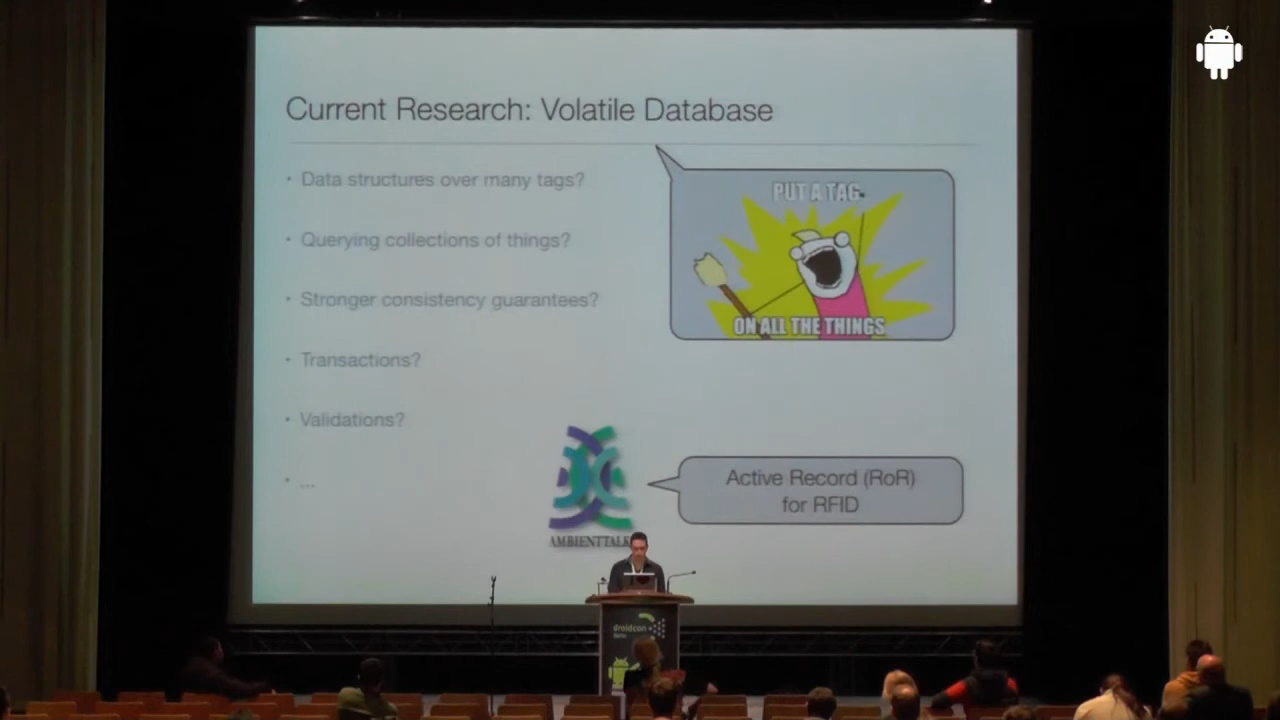 Current Research: Volatile Database
• Data structures over many tags?
• Querying collections of things?
• Stronger consistency guarantees?
• Transactions?
• Validations?
• ...
PUT A TAG
ON ALL THE THINGS
Active Record (RoR)
for RFID
AMBIENTTALK
droidcon